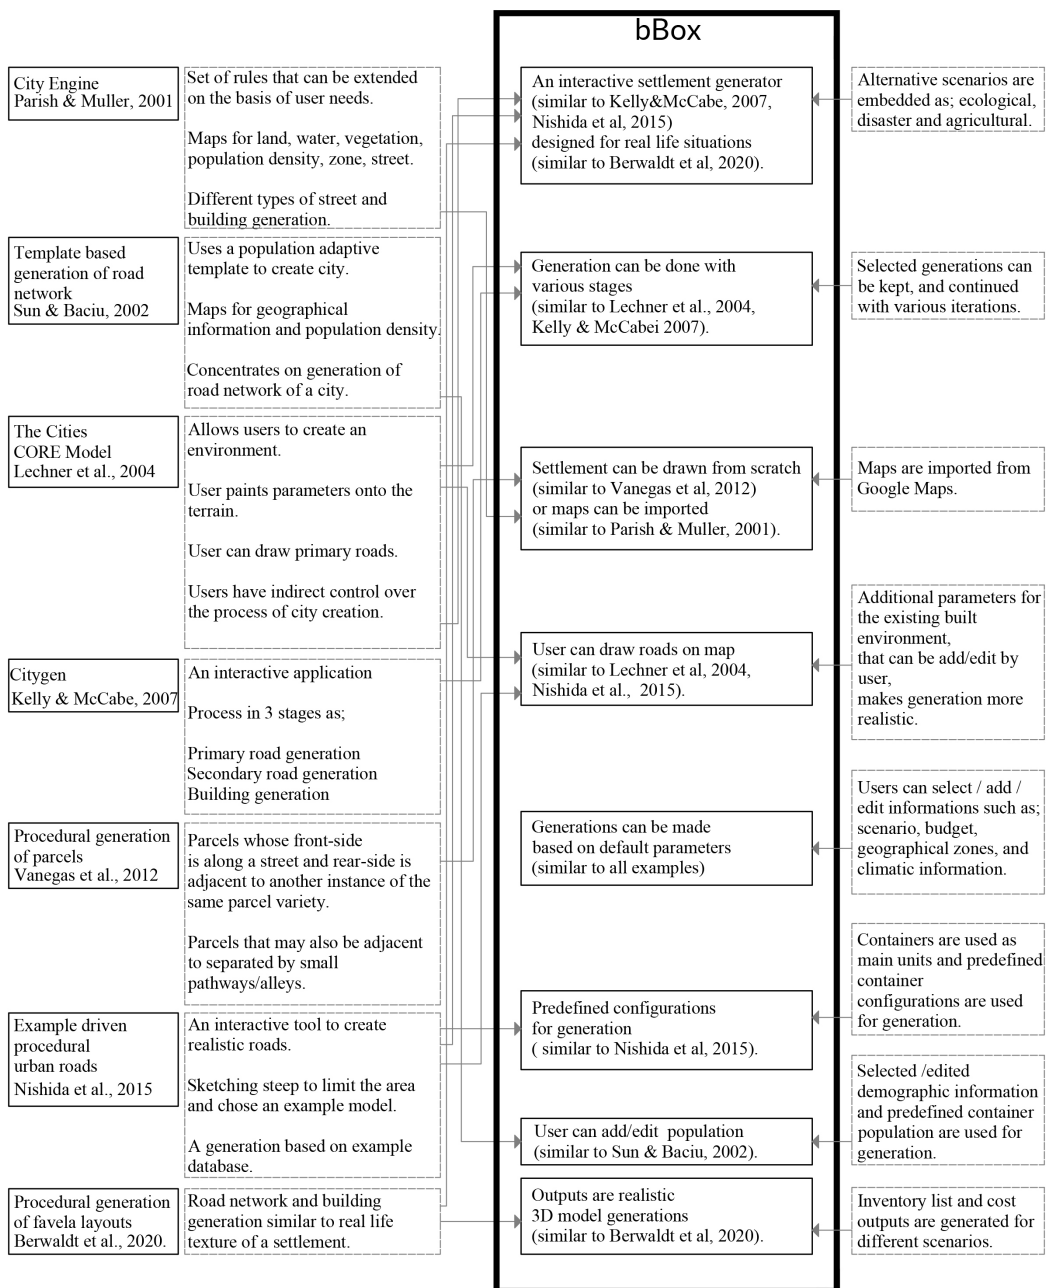 bBox
City Engine
Parish & Muller, 2001
Set of rules that can be extended
on the basis of user needs.
Maps for land, water, vegetation,
population density, zone, street.
Different types of street and
building generation.
Template based
generation of road
network
Sun & Baciu, 2002
Uses a population adaptive
template to create city.
Maps for geographical
information and population density.
Concentrates on generation of
road network of a city.
The Cities
CORE Model
Lechner et al., 2004
Allows users to create an
environment.
User paints parameters onto the
terrain.
User can draw primary roads.
Users have indirect control over
the process of city creation.
Citygen
Kelly & McCabe, 2007
An interactive application
Process in 3 stages as;
Primary road generation
Secondary road generation
Building generation
Procedural generation
of parcels
Vanegas et al., 2012
Parcels whose front-side
is along a street and rear-side is
adjacent to another instance of the
same parcel variety.
Parcels that may also be adjacent
to separated by small
pathways/alleys.
Example driven
procedural
urban roads
Nishida et al., 2015
An interactive tool to create
realistic roads.
Sketching steep to limit the area
and chose an example model.
A generation based on example
database.
Procedural generation
of favela layouts
Berwaldt et al., 2020.
Road network and building
generation similar to real life
texture of a settlement.
An interactive settlement generator
(similar to Kelly&McCabe, 2007,
Nishida et al, 2015)
designed for real life situations
(similar to Berwaldt et al, 2020).
Generation can be done with
various stages
(similar to Lechner et al., 2004,
Kelly & McCabei 2007).
Settlement can be drawn from scratch
(similar to Vanegas et al, 2012)
or maps can be imported
(similar to Parish & Muller, 2001).
User can draw roads on map
(similar to Lechner et al, 2004,
Nishida et al., 2015).
Generations can be made
based on default parameters
(similar to all examples)
Predefined configurations
for generation
( similar to Nishida et al, 2015).
User can add/edit population
(similar to Sun & Baciu, 2002).
Outputs are realistic
3D model generations
(similar to Berwaldt et al, 2020).
Alternative scenarios are
embedded as; ecological,
disaster and agricultural.
Selected generations can
be kept, and continued
with various iterations.
Maps are imported from
Google Maps.
Additional parameters for
the existing built
environment,
that can be add/edit by
user,
makes generation more
realistic.
Users can select / add /
edit informations such as;
scenario, budget,
geographical zones, and
climatic information.
Containers are used as
main units and predefined
container
configurations are used
for generation.
Selected /edited
demographic information
and predefined container
population are used for
generation.
Inventory list and cost
outputs are generated for
different scenarios.